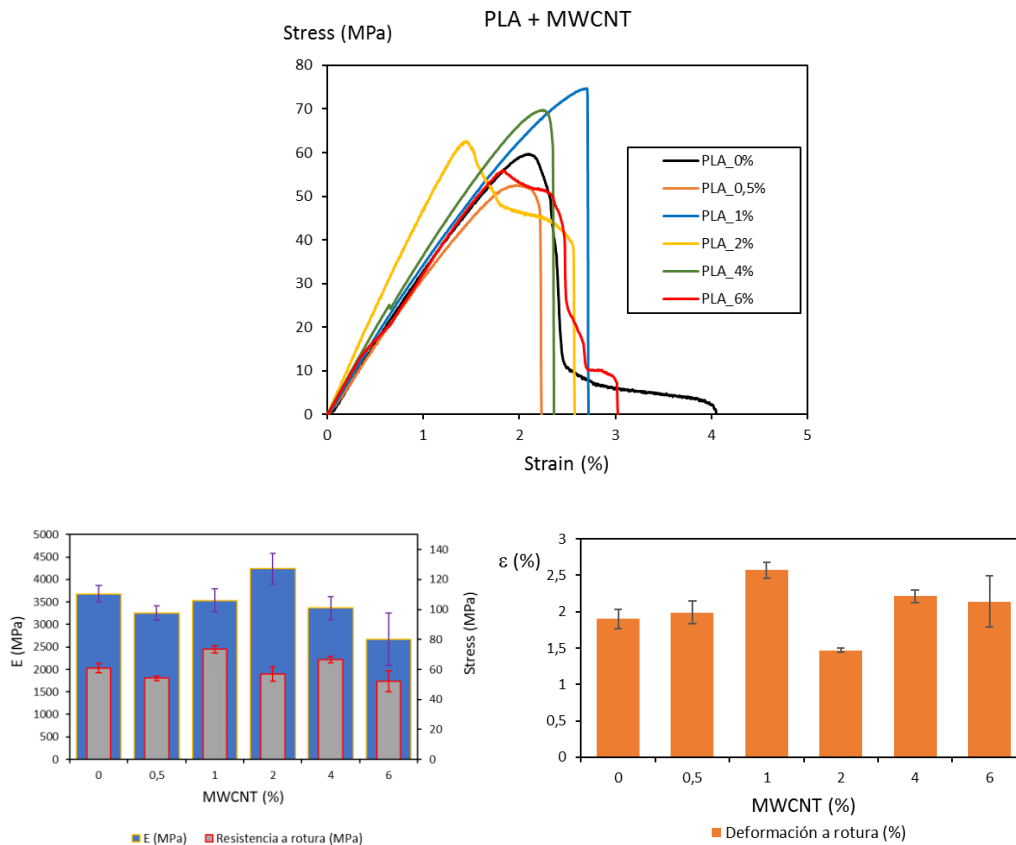 PLA + MWCNT
Stress (MPa)
80
70
60
50
40
30
20
10
0
0 1 2 3 4 5
Strain (%)
PLA_0%
PLA_0,5%
PLA_1%
PLA_2%
PLA_4%
PLA_6%
E (MPa)
5000
4500
4000
3500
3000
2500
2000
1500
1000
500
0
140
120
100
80
60
40
20
0
Stress (MPa)
0 0,5 1 2 4 6
MWCNT (%)
E (MPa) Resistencia a rotura (MPa)
ε (%)
3
2,5
2
1,5
1
0,5
0
0 0,5 1 2 4 6
MWCNT (%)
Deformación a rotura (%)